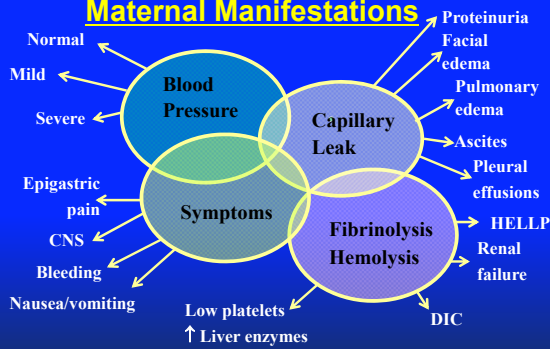 Maternal Manifestations
Normal
Mild
Severe
Blood
Pressure
Proteinuria
Facial
edema
Pulmonary
edema
Ascites
Pleural
effusions
Capillary
Leak
Epigastric
pain
CNS
Bleeding
Nausea/vomiting
Symptoms
Fibrinolysis
Hemolysis
HELLP
Renal
failure
DIC
Low platelets
↑ Liver enzymes